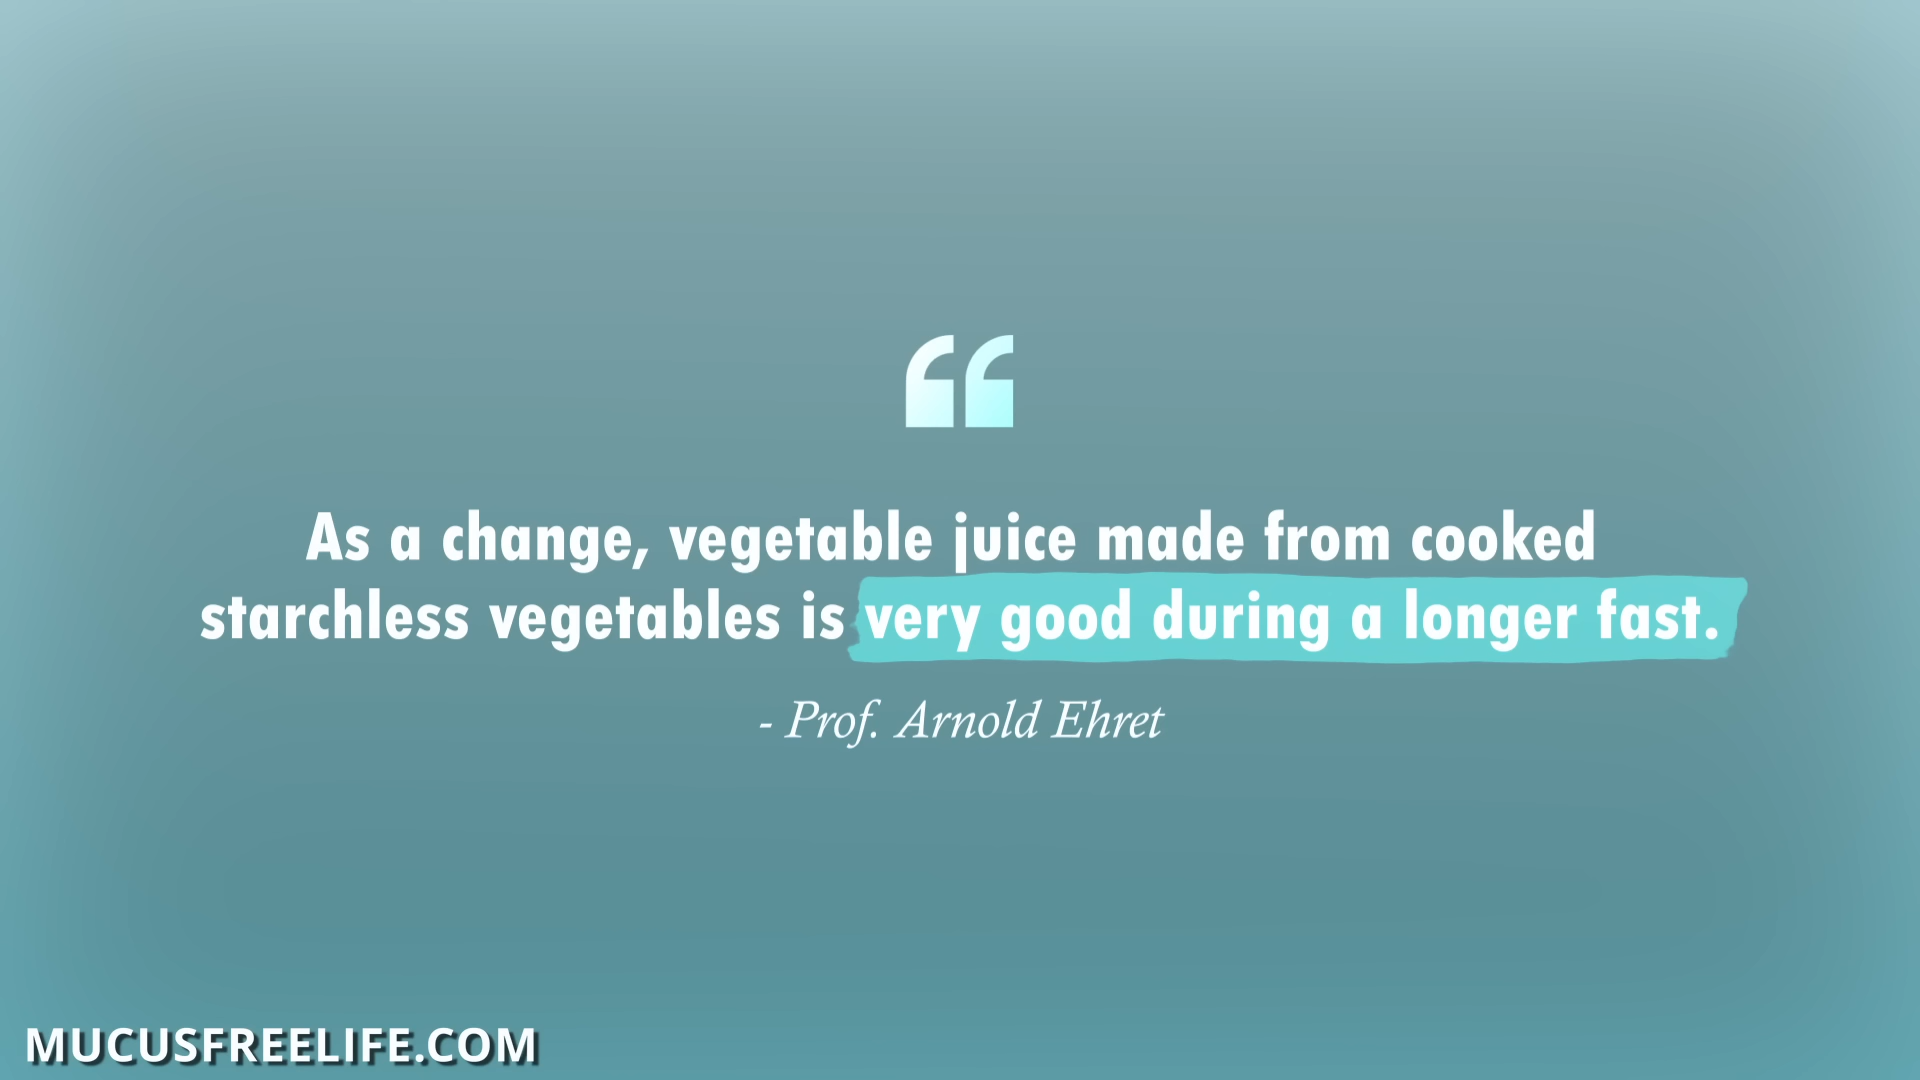 “
As a change, vegetable juice made from cooked
starchless vegetables is very good during a longer fast.
- Prof. Arnold Ehret
MUCUSFREELIFE.COM